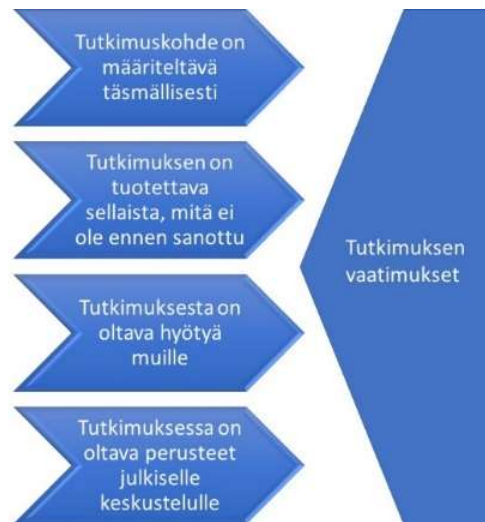 Tutkimuskohde on
määriteltävä
täsmällisesti
Tutkimuksen on
tuotettava
sellaista, mitä ei
ole ennen sanottu
Tutkimuksesta on
oltava hyötyä
muille
Tutkimuksessa on
oltava perusteet
julkiselle
keskustelulle
Tutkimuksen
vaatimukset